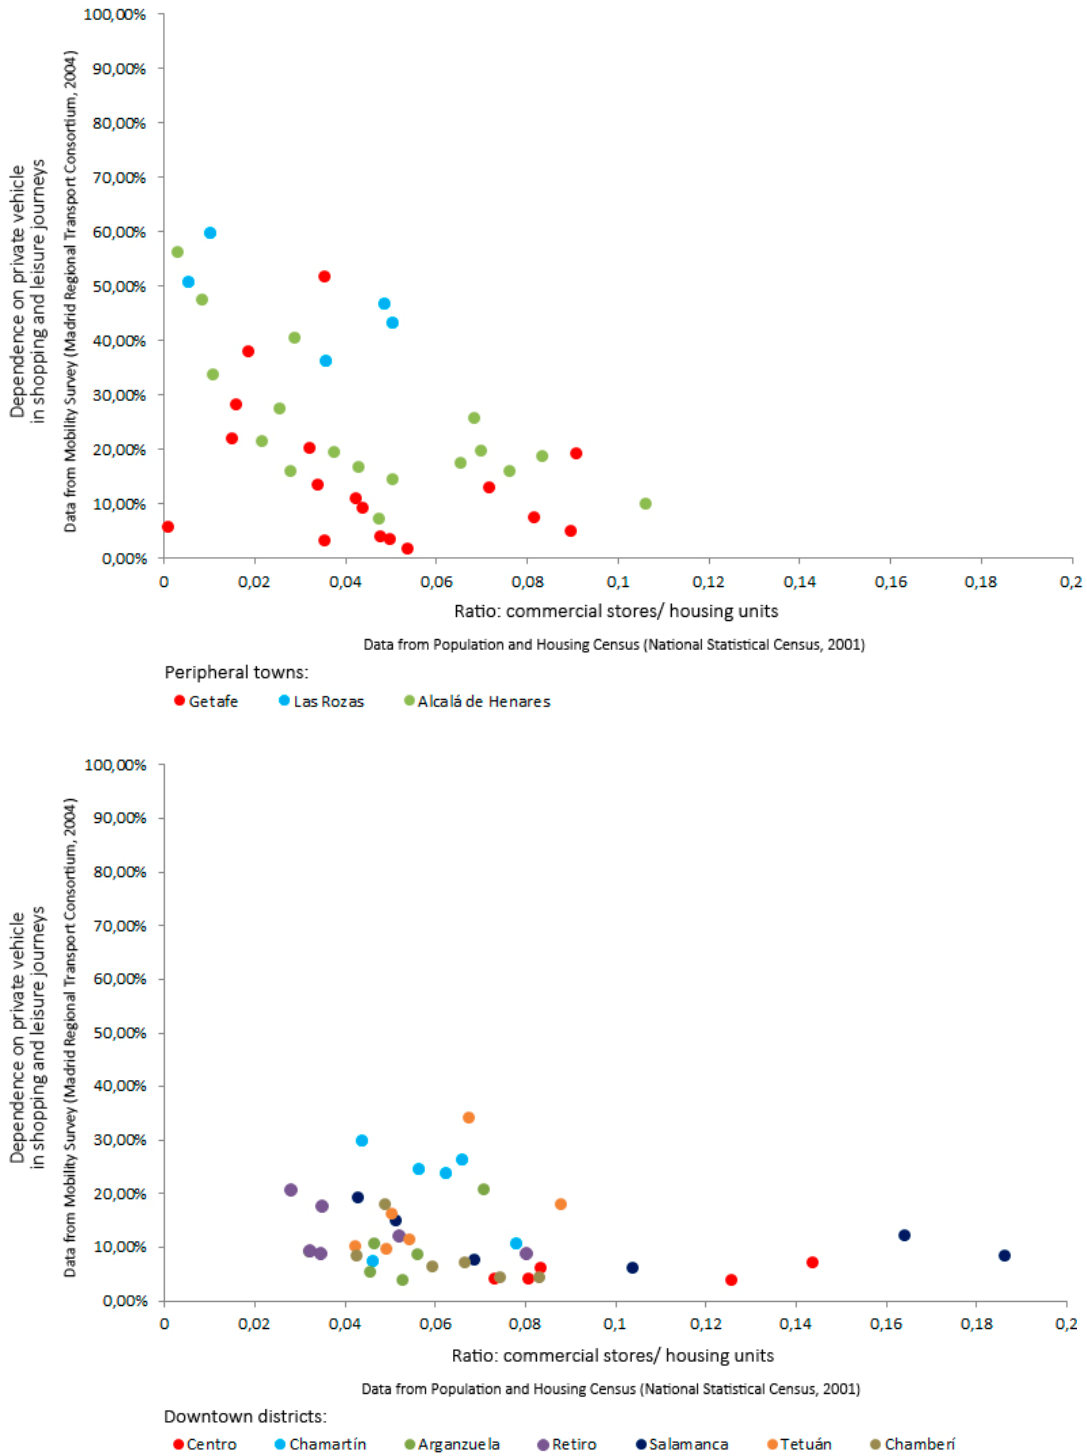 100,00%
90,00%
80,00%
70,00%
60,00%
50,00%
40,00%
30,00%
20,00%
10,00%
0,00%
Dependence on private vehicle
in shopping and leisure journeys
Data from Mobility Survey (Madrid Regional Transport Consortium, 2004)
0 0,02 0,04 0,06 0,08 0,1 0,12 0,14 0,16 0,18 0,2
Ratio: commercial stores/ housing units
Data from Population and Housing Census (National Statistical Census, 2001)
Peripheral towns:
Getafe Las Rozas Alcalá de Henares
100,00%
90,00%
80,00%
70,00%
60,00%
50,00%
40,00%
30,00%
20,00%
10,00%
0,00%
Dependence on private vehicle
in shopping and leisure journeys
Data from Mobility Survey (Madrid Regional Transport Consortium, 2004)
0 0,02 0,04 0,06 0,08 0,1 0,12 0,14 0,16 0,18 0,2
Ratio: commercial stores/ housing units
Data from Population and Housing Census (National Statistical Census, 2001)
Downtown districts:
Centro Chamartín Arganzuela Retiro Salamanca Tetuán Chamberí